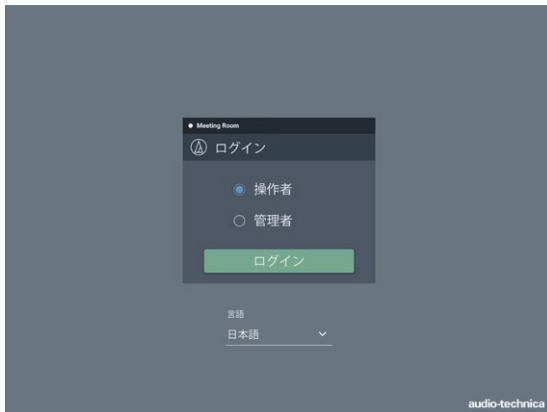 Meeting Room
ログイン
操作者
管理者
ログイン
言語
日本語
audio-technica